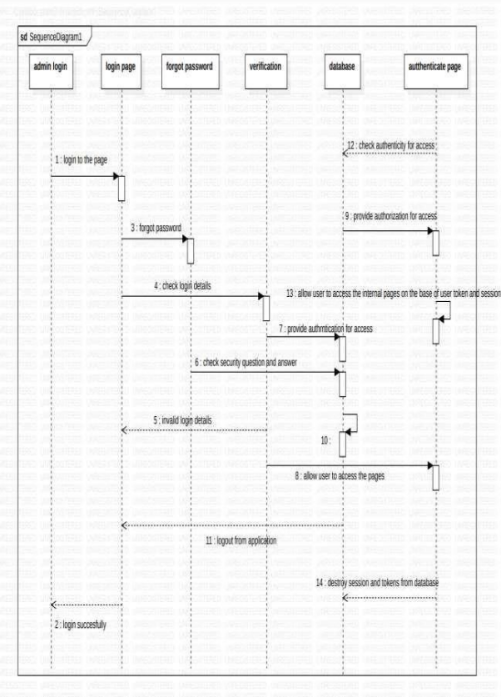 sd SequenceDiagram1
admin login
login page
forgot password
verification
database
autthenticate page
12 : check authenticity for access
1 : login to the page
9 : provide authorization for access
3 : forgot password
4 : check login details
13 : allow user to access the internal pages on the base of user token and session
7 : provide authmtication for access
6 : check security question and answer
5 : invalid login details
10 :
8 : allow user to access the pages
11 : logout from application
14 : destroy session and tokens from database
2 : login succesfully